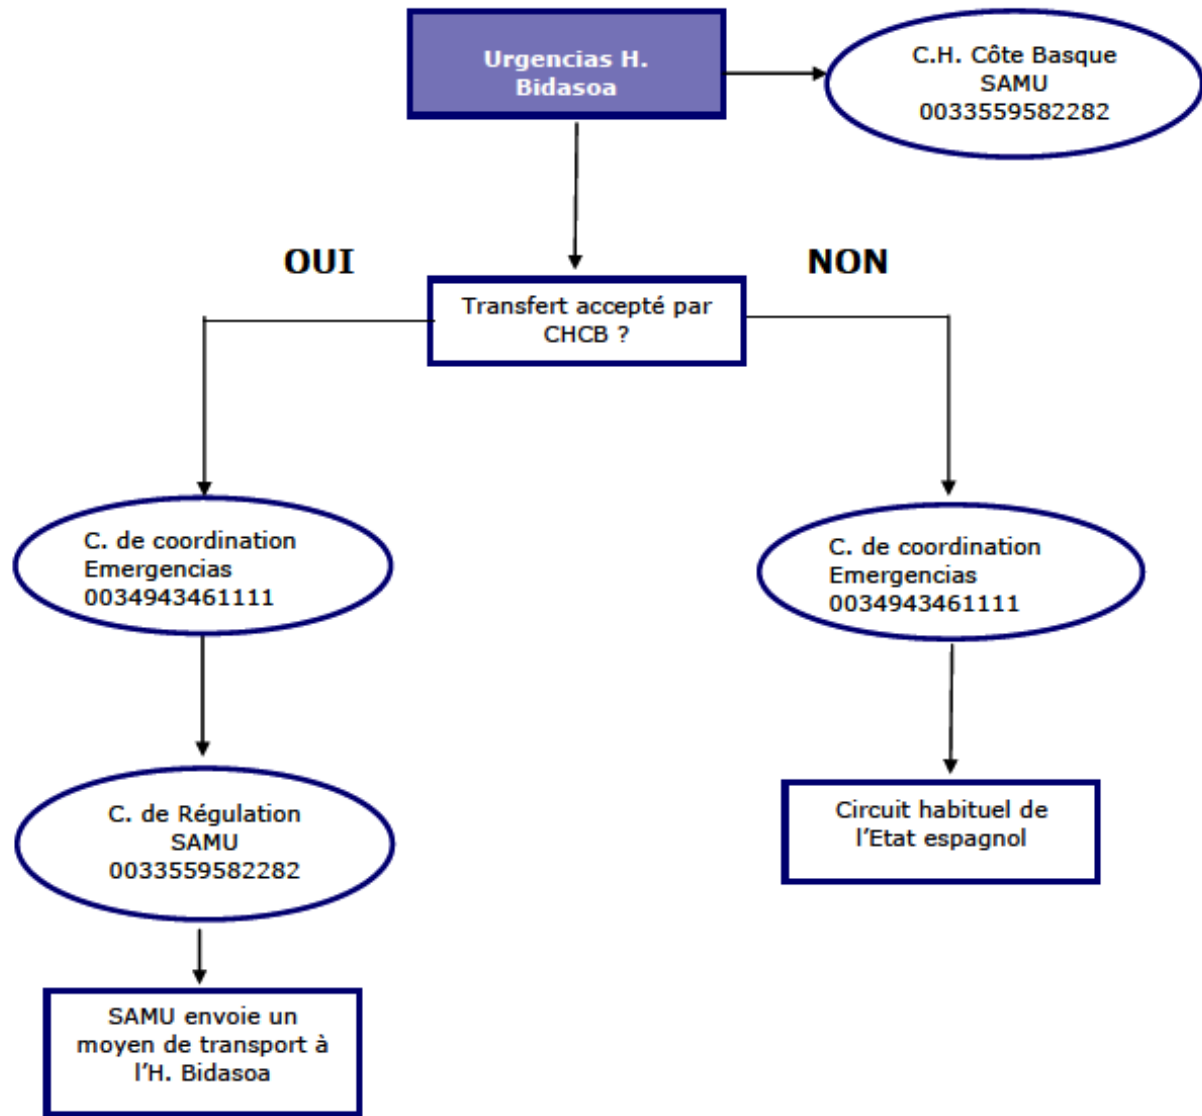 Urgencias H.
Bidasoa
C.H. Côte Basque
SAMU
0033559582282
OUI
NON
Transfert accepté par
CHCB ?
C. de coordination
Emergencias
0034943461111
C. de coordination
Emergencias
0034943461111
C. de Régulation
SAMU
0033559582282
Circuit habituel de
l'Etat espagnol
SAMU envoie un
moyen de transport à
l'H. Bidasoa